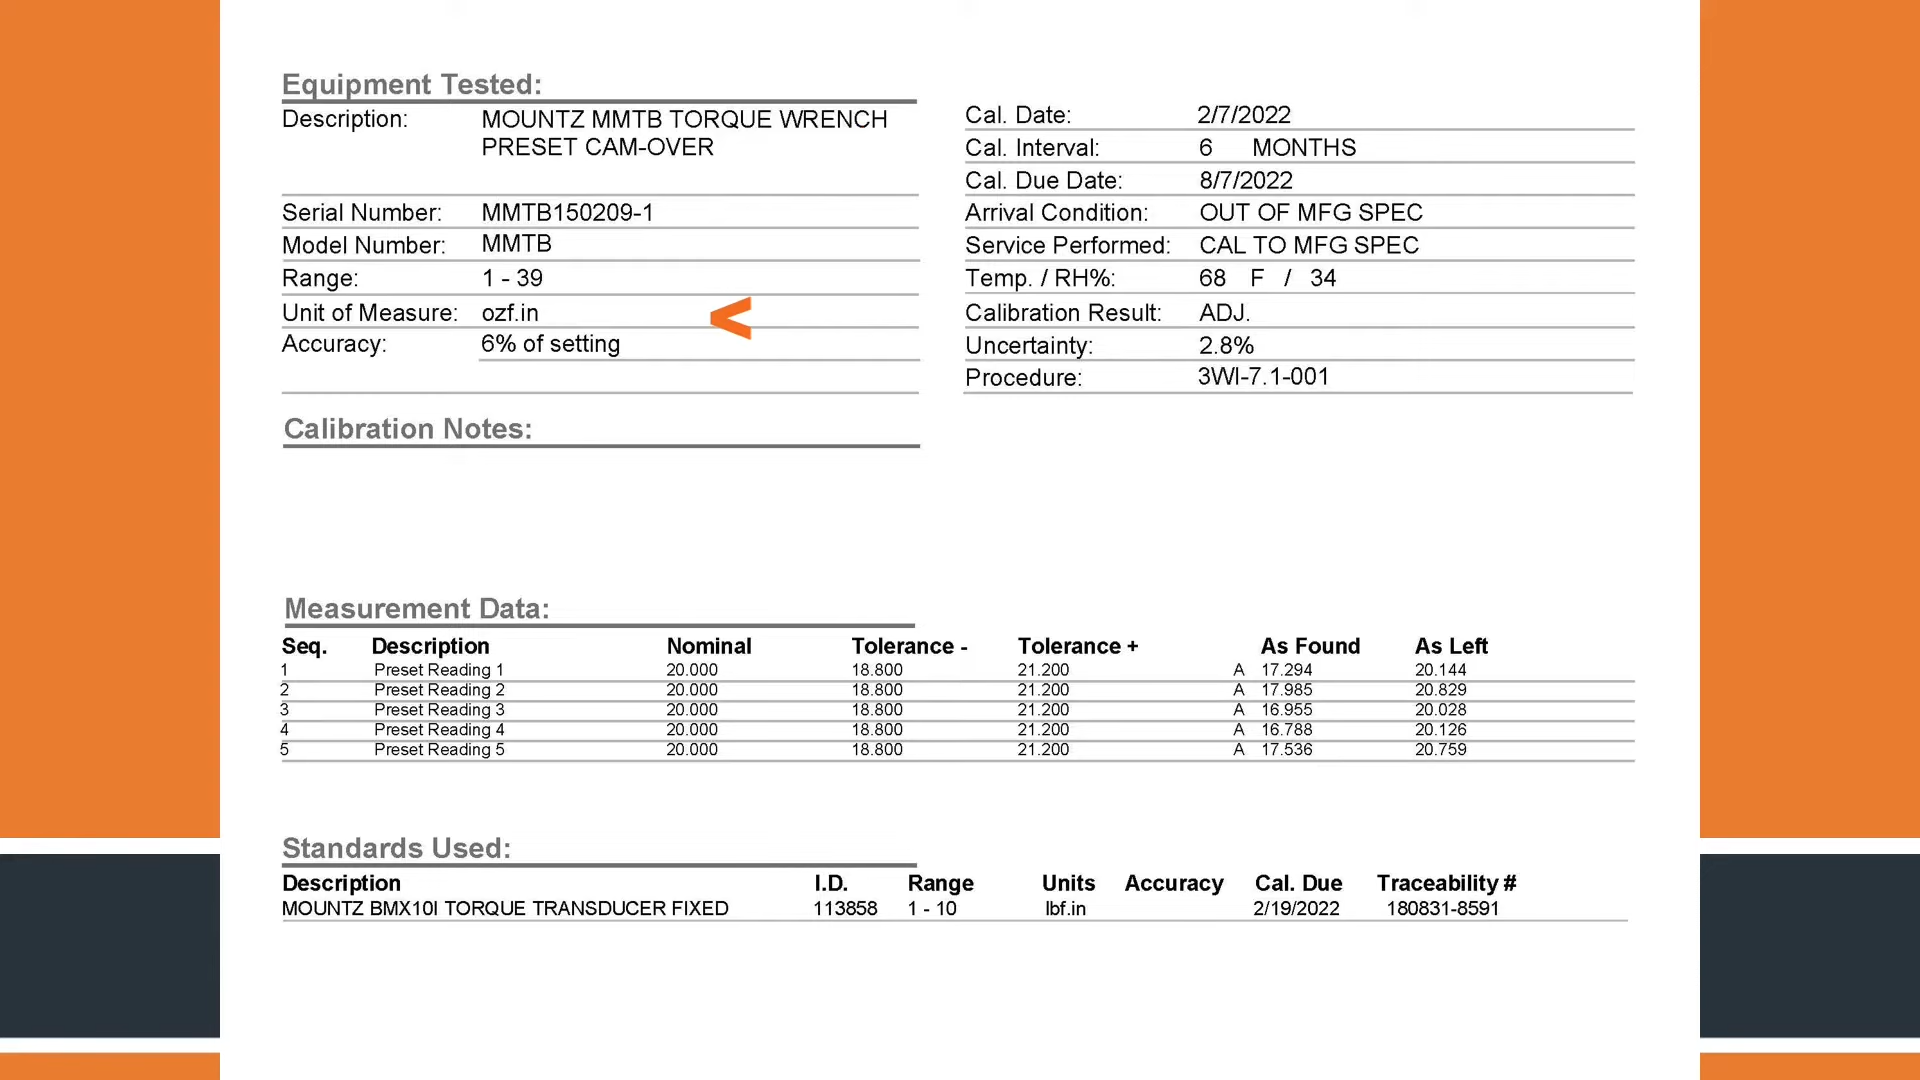 Equipment Tested:
Description: MOUNTZ MMTB TORQUE WRENCH
PRESET CAM-OVER
Serial Number: MMTB150209-1
Model Number: MMTB
Range: 1 - 39
Unit of Measure: ozf.in
Accuracy: 6% of setting
Cal. Date: 2/7/2022
Cal. Interval: 6 MONTHS
Cal. Due Date: 8/7/2022
Arrival Condition: OUT OF MFG SPEC
Service Performed: CAL TO MFG SPEC
Temp. / RH%: 68 F / 34
Calibration Result: ADJ.
Uncertainty: 2.8%
Procedure: 3WI-7.1-001
Calibration Notes:
Measurement Data:
Seq. Description Nominal Tolerance - Tolerance + As Found As Left
1 Preset Reading 1 20.000 18.800 21.200 A 17.294 20.144
2 Preset Reading 2 20.000 18.800 21.200 A 17.985 20.829
3 Preset Reading 3 20.000 18.800 21.200 A 16.955 20.028
4 Preset Reading 4 20.000 18.800 21.200 A 16.788 20.126
5 Preset Reading 5 20.000 18.800 21.200 A 17.536 20.759
Standards Used:
Description I.D. Range Units Accuracy Cal. Due Traceability #
MOUNTZ BMX10I TORQUE TRANSDUCER FIXED 113858 1 - 10 lbf.in 2/19/2022 180831-8591